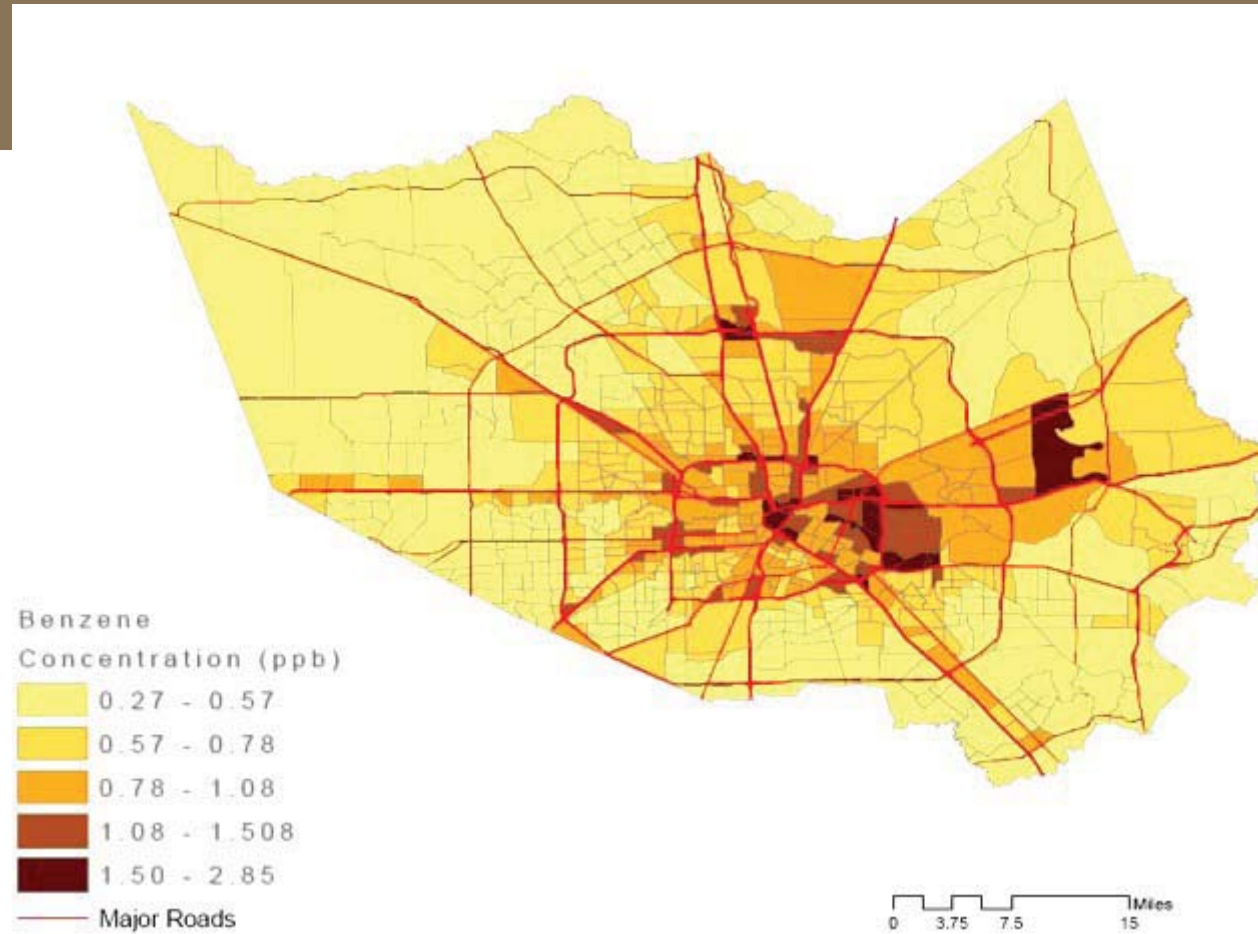 Benzene
Concentration (ppb)
0.27 - 0.57
0.57 - 0.78
0.78 - 1.08
1.08 - 1.508
1.50 - 2.85
Major Roads
Miles
0 3.75 7.5 15